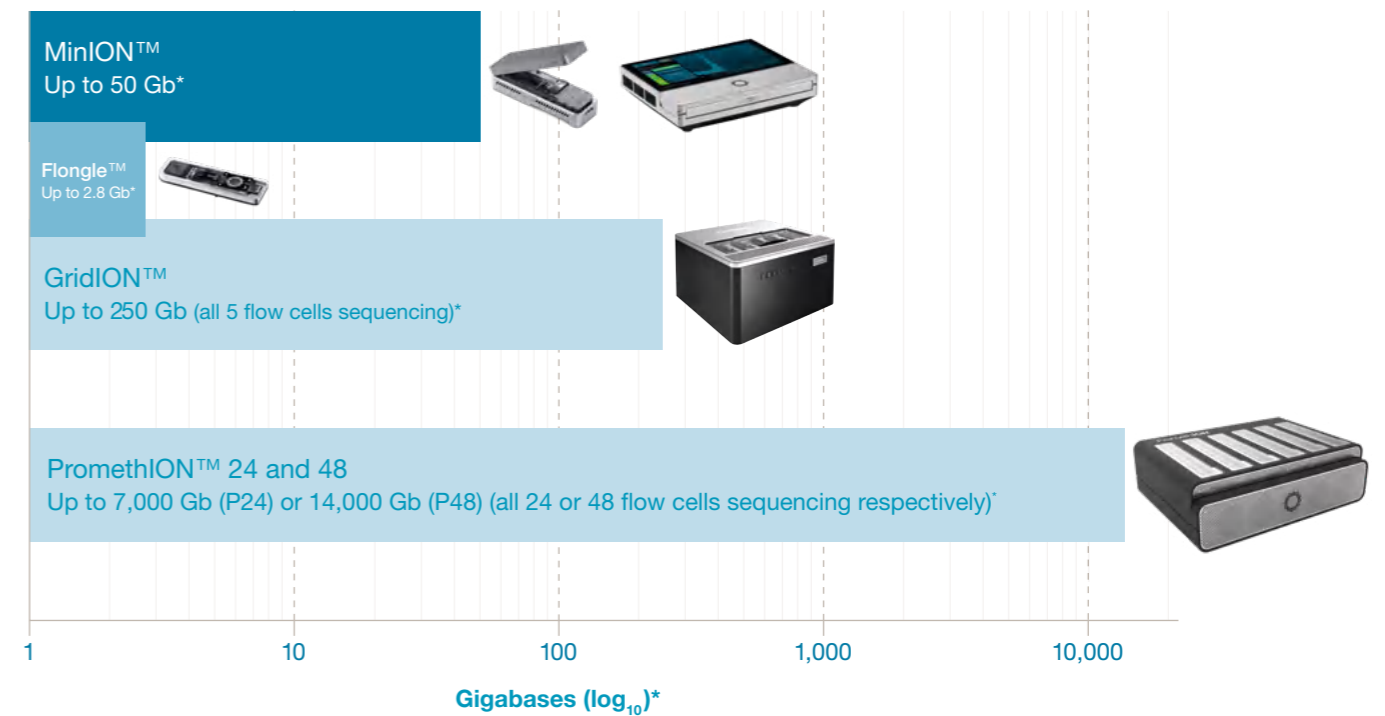 MinION™
Up to 50 Gb*
Flongle™
Up to 2.8 Gb*
GridION™
Up to 250 Gb (all 5 flow cells sequencing)*
PromethION™ 24 and 48
Up to 7,000 Gb (P24) or 14,000 Gb (P48) (all 24 or 48 flow cells sequencing respectively)*
1 10 100 1,000 10,000
Gigabases (log₁₀)*